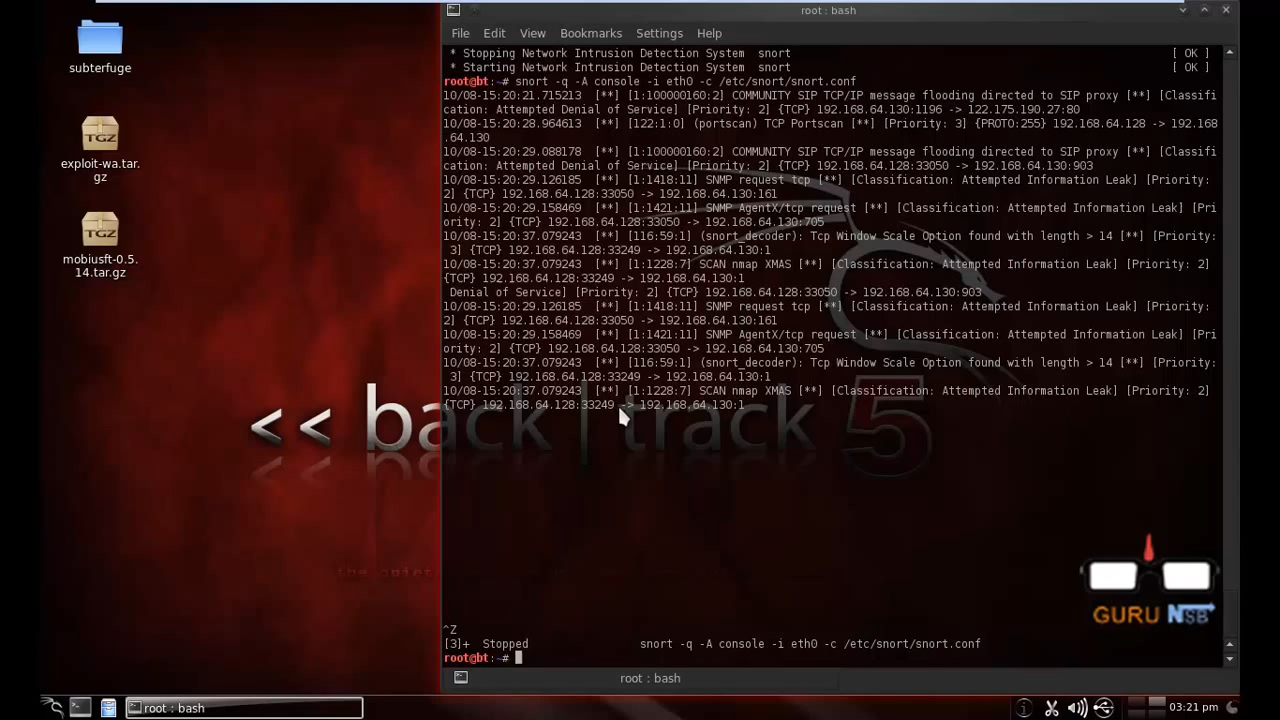 root : bash
File Edit View Bookmarks Settings Help
subterfuge
exploit-wa.tar.
gz
mobiusft-0.5.
14.tar.gz
* Stopping Network Intrusion Detection System  snort [ OK ]
* Starting Network Intrusion Detection System  snort [ OK ]
root@bt:~# snort -q -A console -i eth0 -c /etc/snort/snort.conf
10/08-15:20:21.715213  [**] [1:100000160:2] COMMUNITY SIP TCP/IP message flooding directed to SIP proxy [**] [Classifi
cation: Attempted Denial of Service] [Priority: 2] {TCP} 192.168.64.130:1196 -> 122.175.190.27:80
10/08-15:20:28.964613  [**] [122:1:0] (portscan) TCP Portscan [**] [Priority: 3] {PROTO:255} 192.168.64.128 -> 192.168
.64.130
10/08-15:20:29.088178  [**] [1:100000160:2] COMMUNITY SIP TCP/IP message flooding directed to SIP proxy [**] [Classifi
cation: Attempted Denial of Service] [Priority: 2] {TCP} 192.168.64.128:33050 -> 192.168.64.130:903
10/08-15:20:29.126185  [**] [1:1418:11] SNMP request tcp [**] [Classification: Attempted Information Leak] [Priority:
2] {TCP} 192.168.64.128:33050 -> 192.168.64.130:161
10/08-15:20:29.158469  [**] [1:1421:11] SNMP AgentX/tcp request [**] [Classification: Attempted Information Leak] [Pri
ority: 2] {TCP} 192.168.64.128:33050 -> 192.168.64.130:705
10/08-15:20:37.079243  [**] [116:59:1] (snort_decoder): Tcp Window Scale Option found with length > 14 [**] [Priority:
3] {TCP} 192.168.64.128:33249 -> 192.168.64.130:1
10/08-15:20:37.079243  [**] [1:1228:7] SCAN nmap XMAS [**] [Classification: Attempted Information Leak] [Priority: 2]
{TCP} 192.168.64.128:33249 -> 192.168.64.130:1
Denial of Service] [Priority: 2] {TCP} 192.168.64.128:33050 -> 192.168.64.130:903
10/08-15:20:29.126185  [**] [1:1418:11] SNMP request tcp [**] [Classification: Attempted Information Leak] [Priority:
2] {TCP} 192.168.64.128:33050 -> 192.168.64.130:161
10/08-15:20:29.158469  [**] [1:1421:11] SNMP AgentX/tcp request [**] [Classification: Attempted Information Leak] [Pri
ority: 2] {TCP} 192.168.64.128:33050 -> 192.168.64.130:705
10/08-15:20:37.079243  [**] [116:59:1] (snort_decoder): Tcp Window Scale Option found with length > 14 [**] [Priority:
3] {TCP} 192.168.64.128:33249 -> 192.168.64.130:1
10/08-15:20:37.079243  [**] [1:1228:7] SCAN nmap XMAS [**] [Classification: Attempted Information Leak] [Priority: 2]
{TCP} 192.168.64.128:33249 -> 192.168.64.130:1
<< back | track 5
the quiet
GURU NSB
^Z
[3]+  Stopped                 snort -q -A console -i eth0 -c /etc/snort/snort.conf
root@bt:~#
root : bash
root : bash
03:21 pm